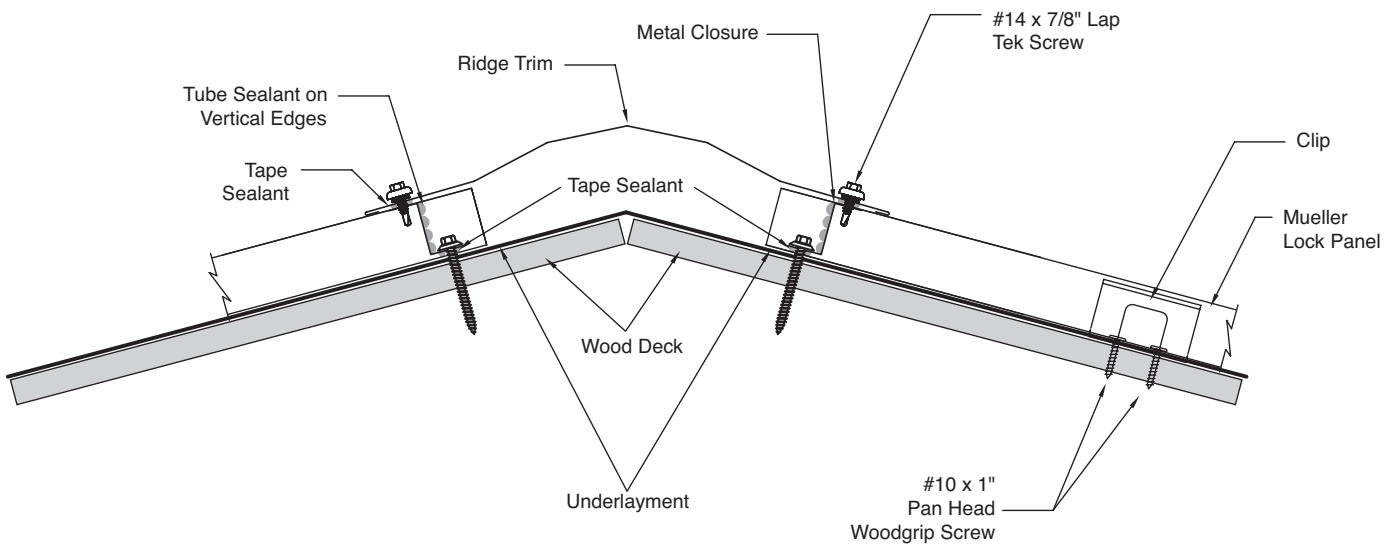 #14 x 7/8" Lap
Tek Screw
Metal Closure
Ridge Trim
Tube Sealant on
Vertical Edges
Clip
Tape
Sealant
Tape Sealant
Mueller
Lock Panel
Wood Deck
Underlayment
#10 x 1"
Pan Head
Woodgrip Screw